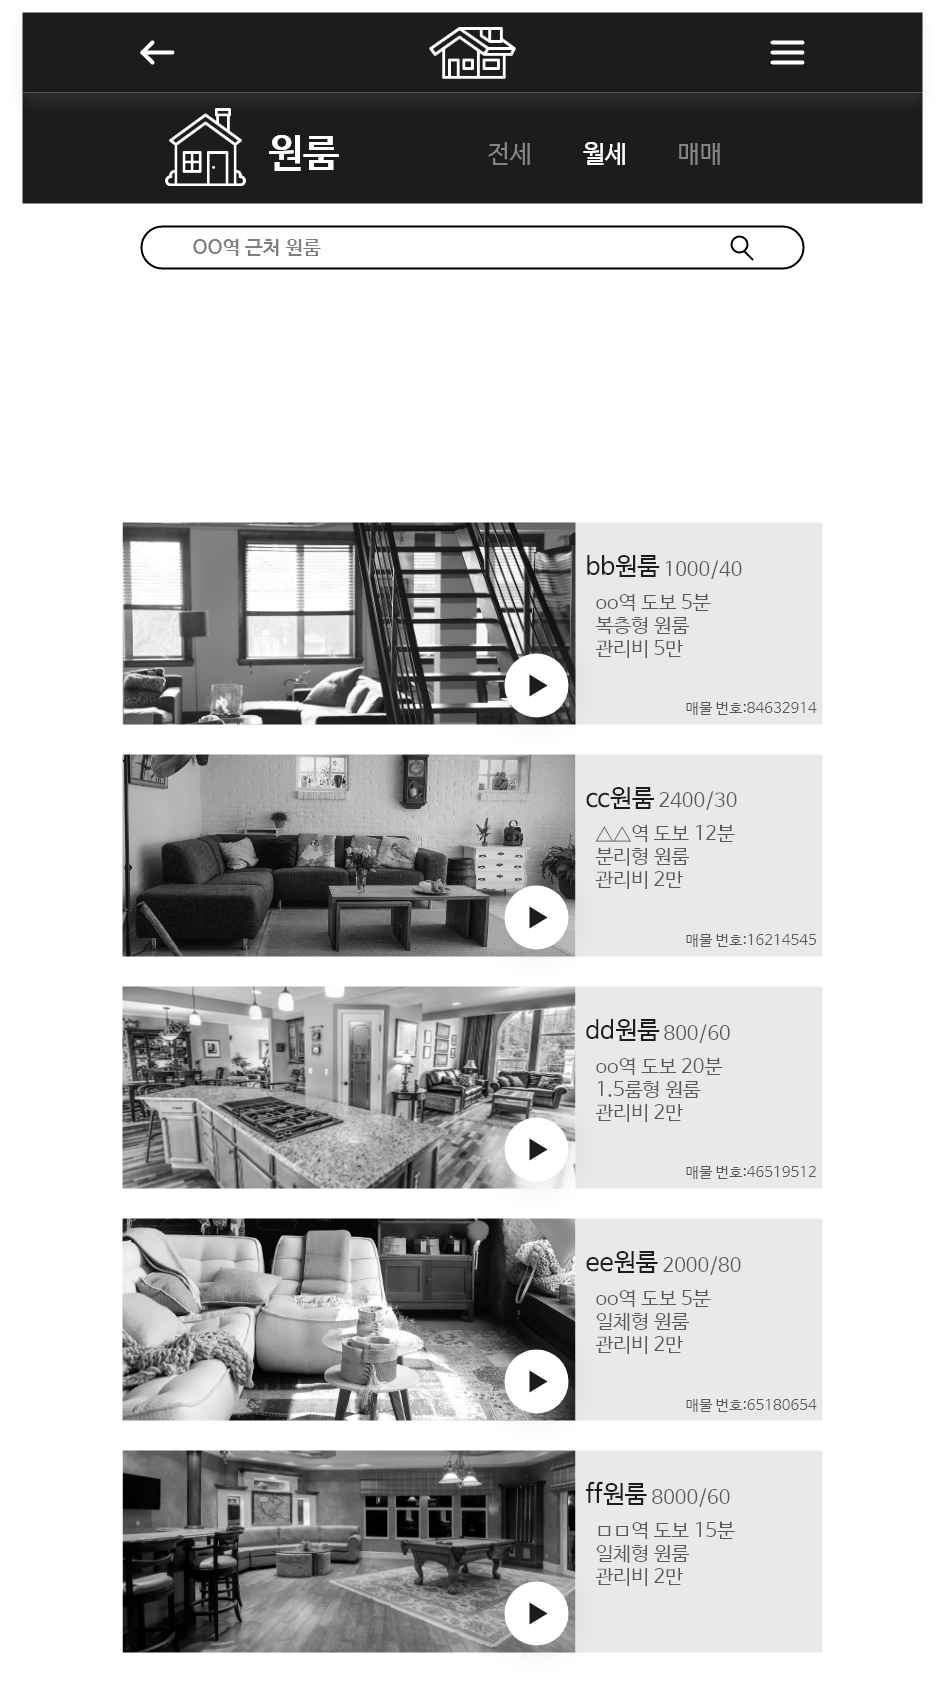 원룸
전세 월세 매매
OO역 근처 원룸
bb원룸 1000/40
oo역 도보 5분
복층형 원룸
관리비 5만
매물 번호:84632914
cc원룸 2400/30
△△역 도보 12분
분리형 원룸
관리비 2만
매물 번호:16214545
dd원룸 800/60
oo역 도보 20분
1.5룸형 원룸
관리비 2만
매물 번호:46519512
ee원룸 2000/80
oo역 도보 5분
일체형 원룸
관리비 2만
매물 번호:65180654
ff원룸 8000/60
ㅁㅁ역 도보 15분
일체형 원룸
관리비 2만